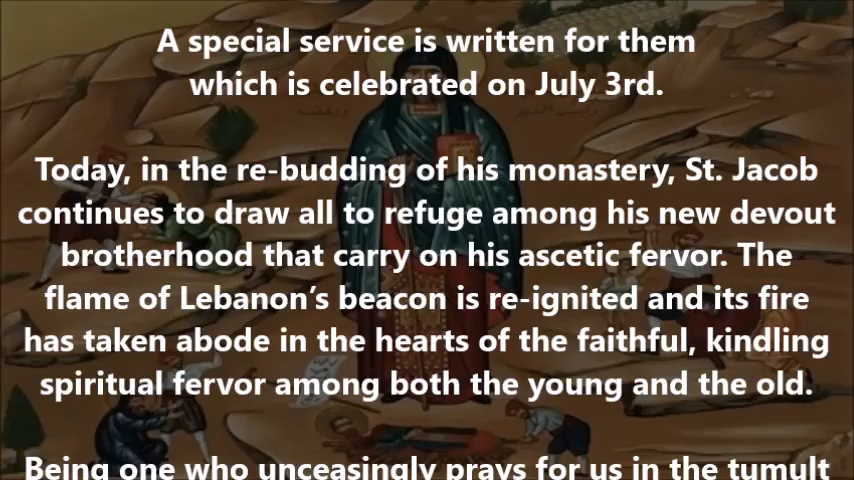 A special service is written for them
which is celebrated on July 3rd.
Today, in the re-budding of his monastery, St. Jacob
continues to draw all to refuge among his new devout
brotherhood that carry on his ascetic fervor. The
flame of Lebanon’s beacon is re-ignited and its fire
has taken abode in the hearts of the faithful, kindling
spiritual fervor among both the young and the old.
Being one who unceasingly prays for us in the tumult